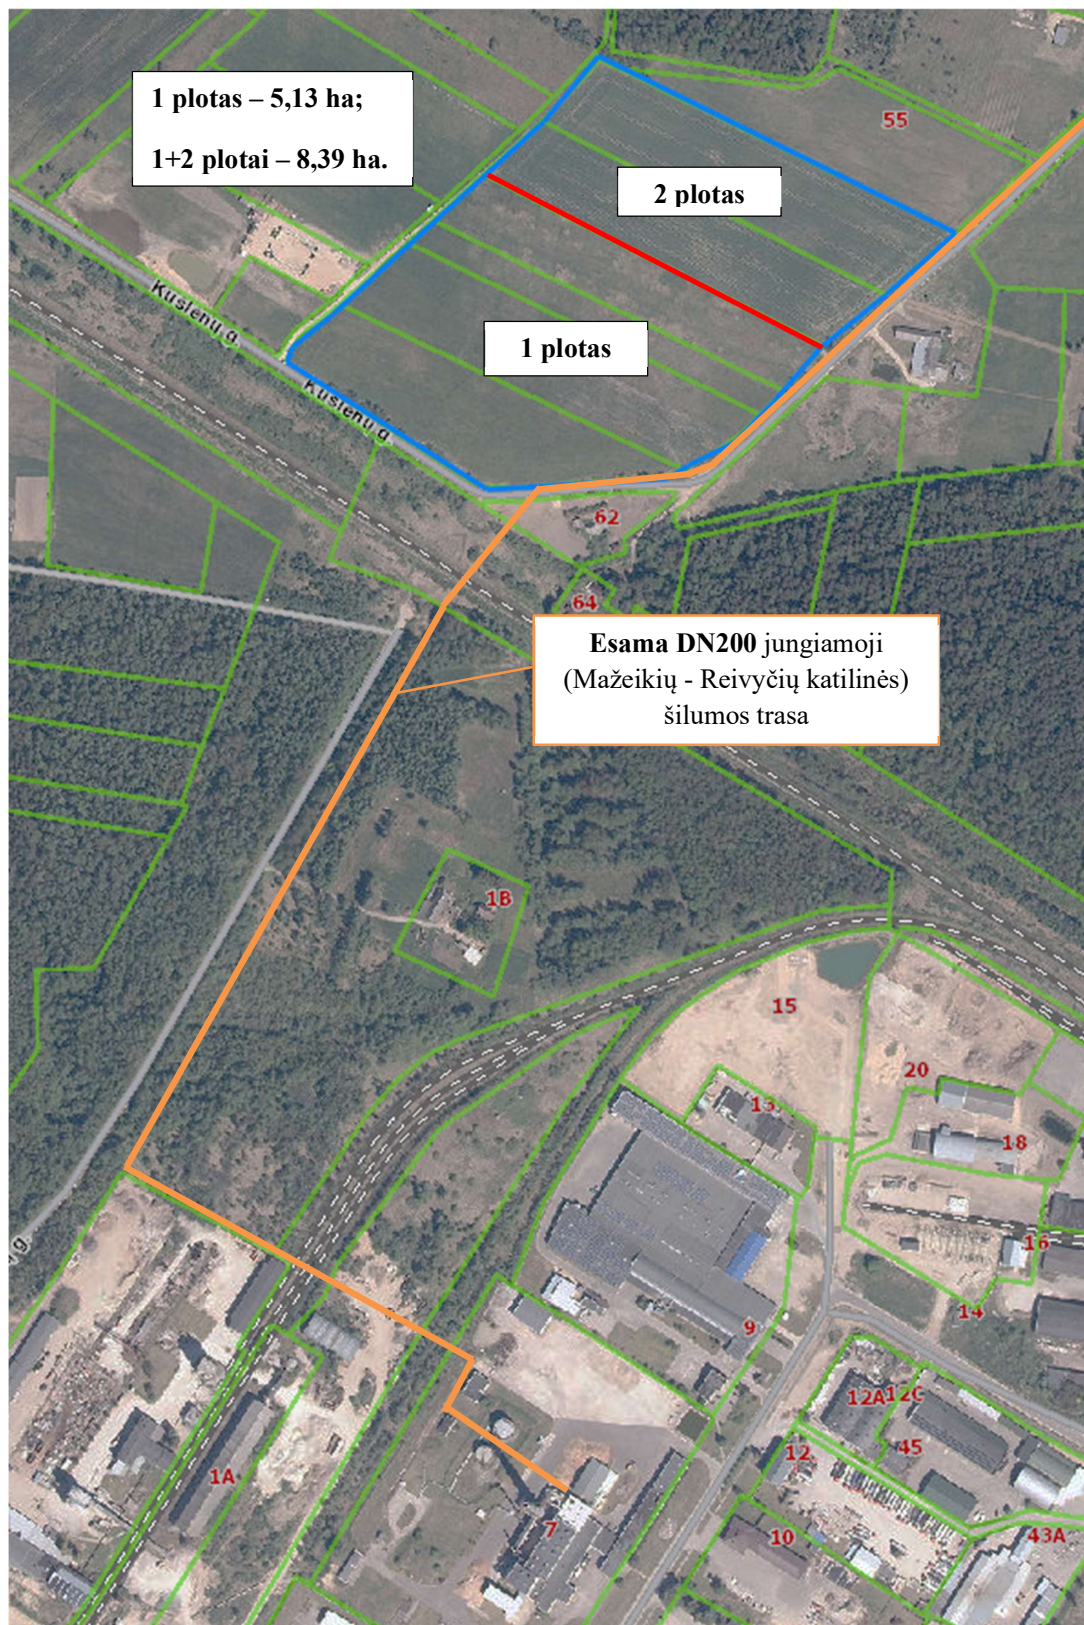 1 plotas – 5,13 ha;
1+2 plotai – 8,39 ha.
55
2 plotas
Kuslėnų g.
1 plotas
Kuslėnų g.
62
64
Esama DN200 jungiamoji
(Mažeikių - Reivyčių katilinės)
šilumos trasa
1B
15
20
13
18
16
g.
14
9
12A
12C
45
12
1A
7
10
43A